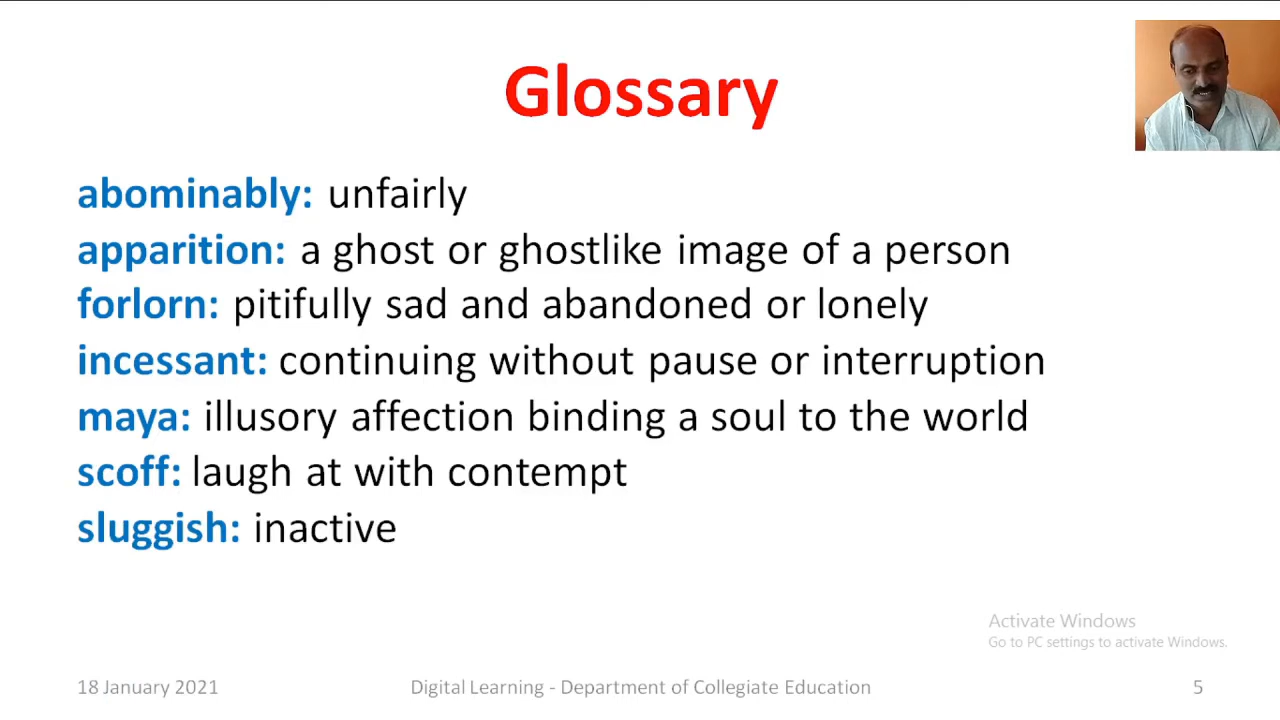 Glossary
abominably: unfairly
apparition: a ghost or ghostlike image of a person
forlorn: pitifully sad and abandoned or lonely
incessant: continuing without pause or interruption
maya: illusory affection binding a soul to the world
scoff: laugh at with contempt
sluggish: inactive
Activate Windows
Go to PC settings to activate Windows.
18 January 2021 Digital Learning - Department of Collegiate Education 5